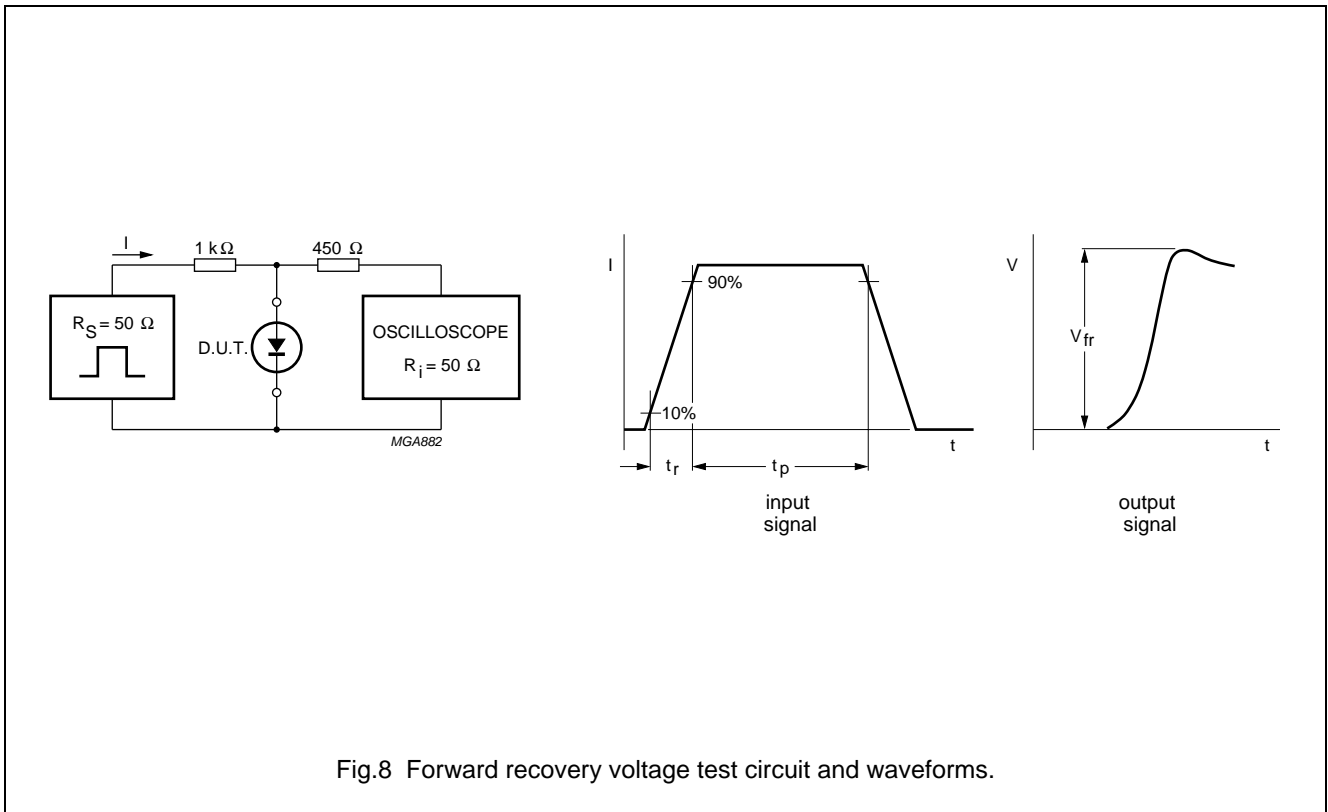 I
1 kΩ
450 Ω
R_S = 50 Ω
D.U.T.
OSCILLOSCOPE
R_i = 50 Ω
MGA882
I
90%
10%
t
t_r
t_p
input
signal
V
V_fr
t
output
signal
Fig.8 Forward recovery voltage test circuit and waveforms.